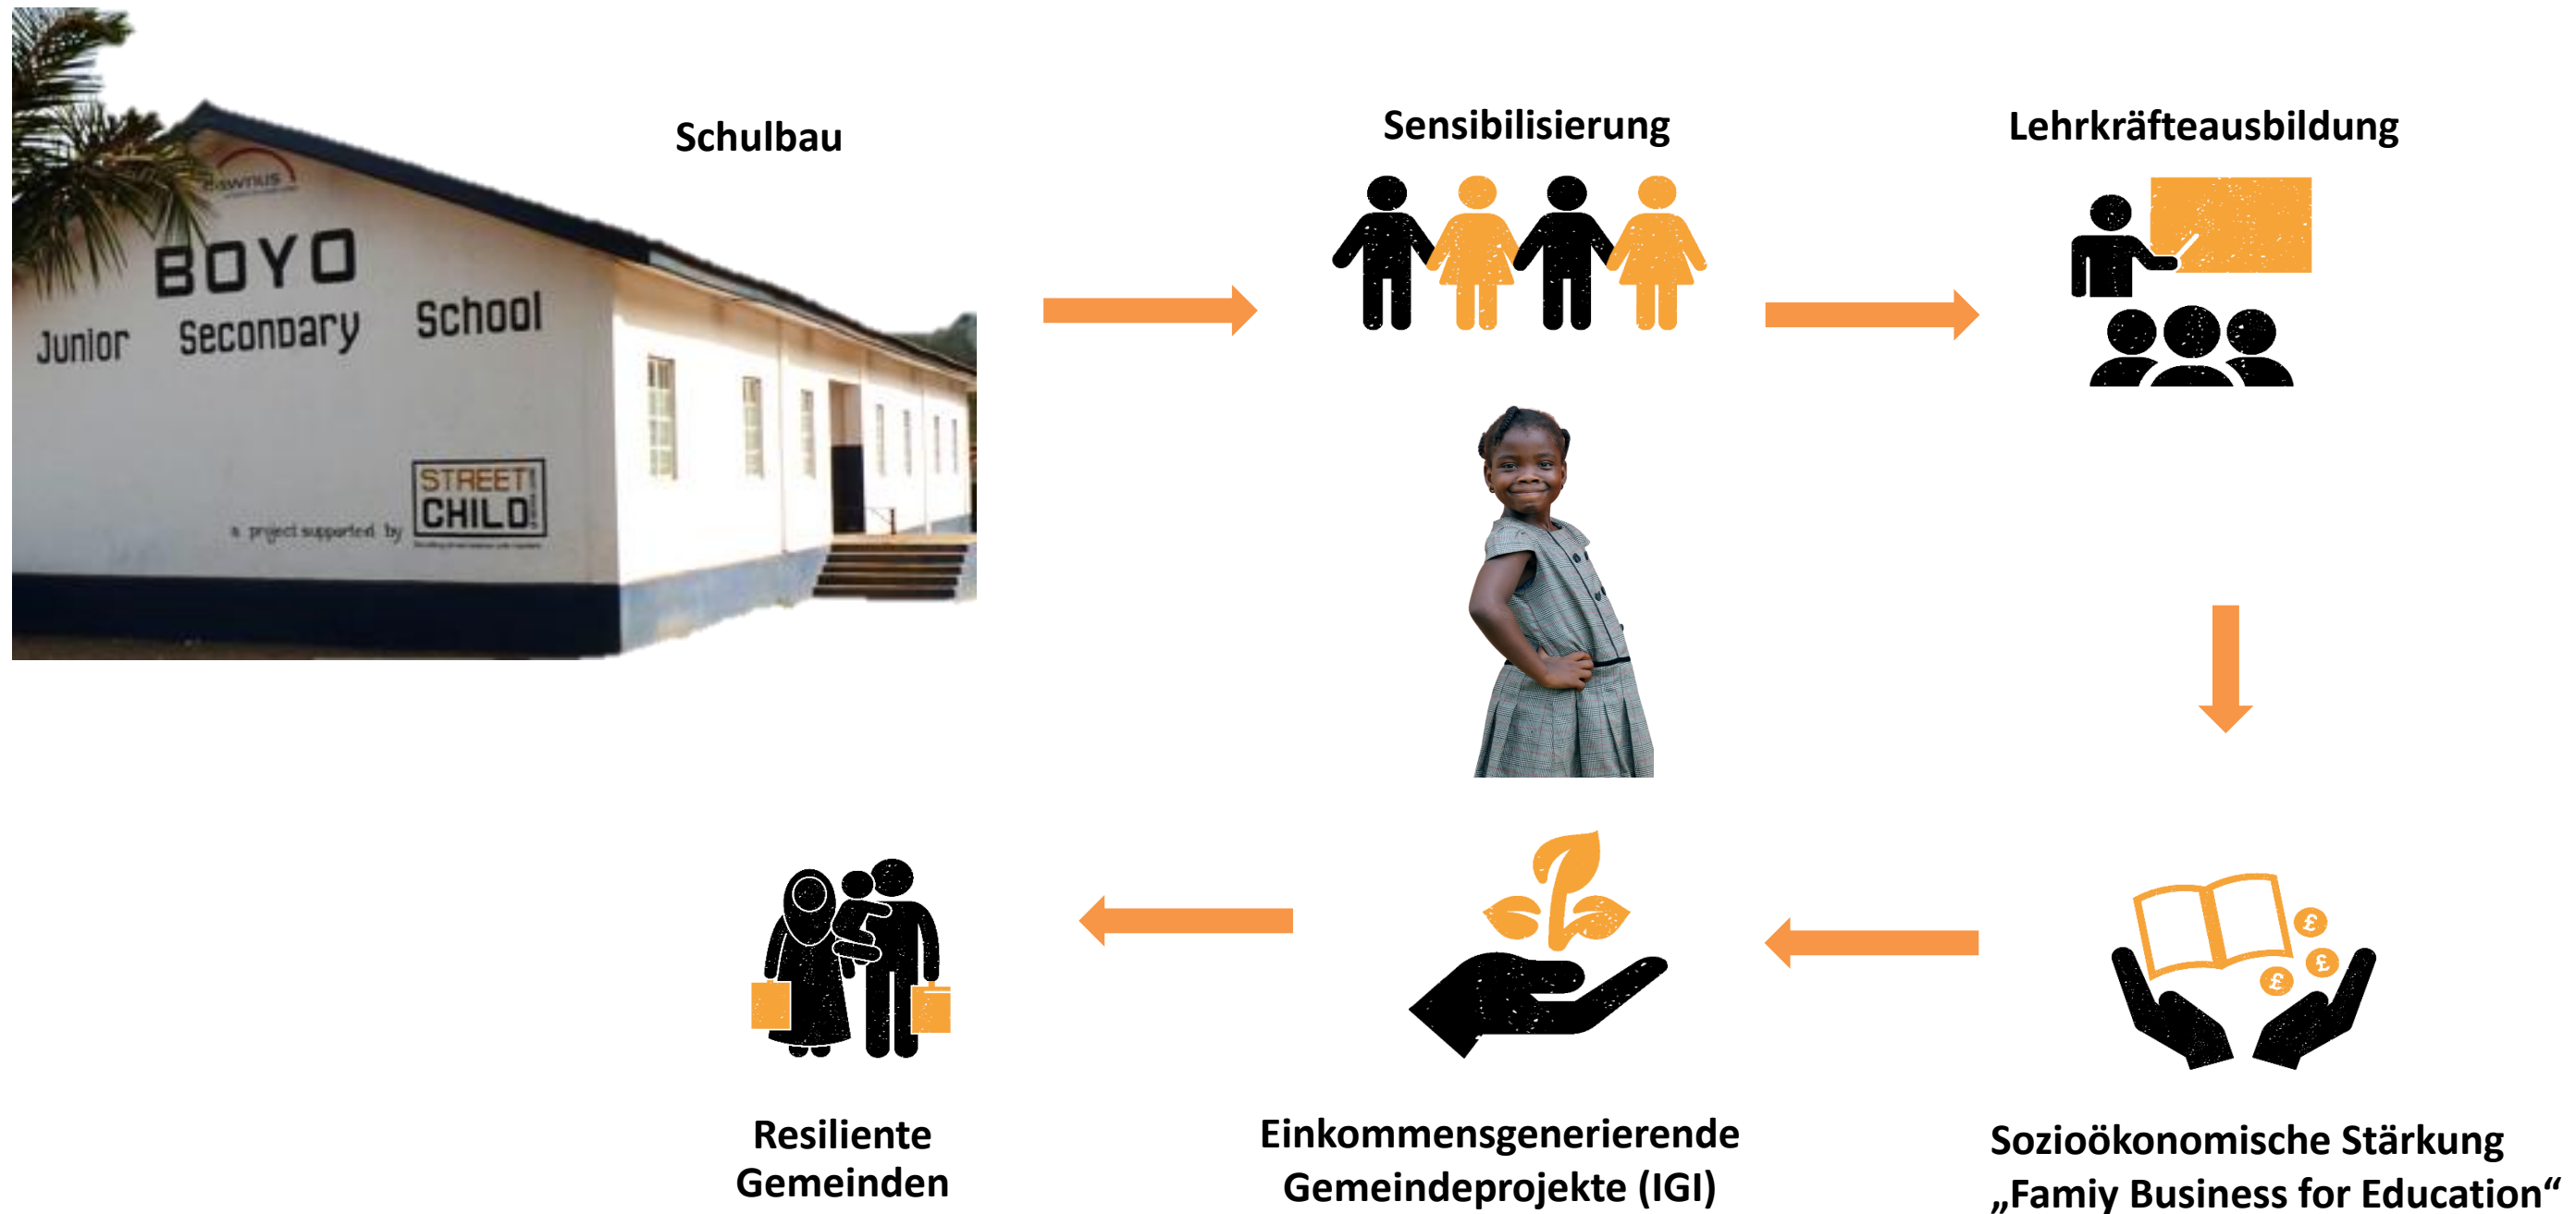 Schulbau
Sensibilisierung
Lehrkräfteausbildung
BOYO
Junior Secondary School
STREET
CHILD
a project supported by
£
£
£
Resiliente
Gemeinden
Einkommensgenerierende
Gemeindeprojekte (IGI)
Sozioökonomische Stärkung
„Famiy Business for Education“